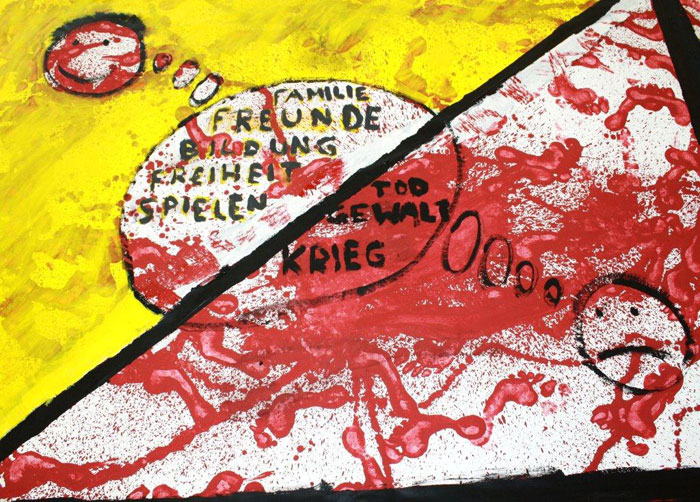 FAMILIE
FREUNDE
BILDUNG
FREIHEIT
SPIELEN
TOD
GEWALT
KRIEG